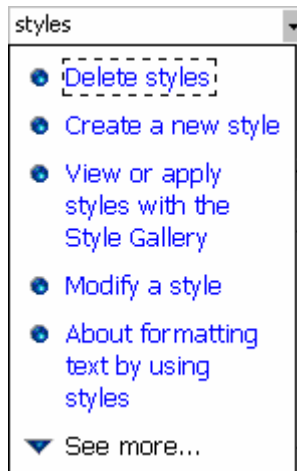 styles
Delete styles
Create a new style
View or apply
styles with the
Style Gallery
Modify a style
About formatting
text by using
styles
See more...